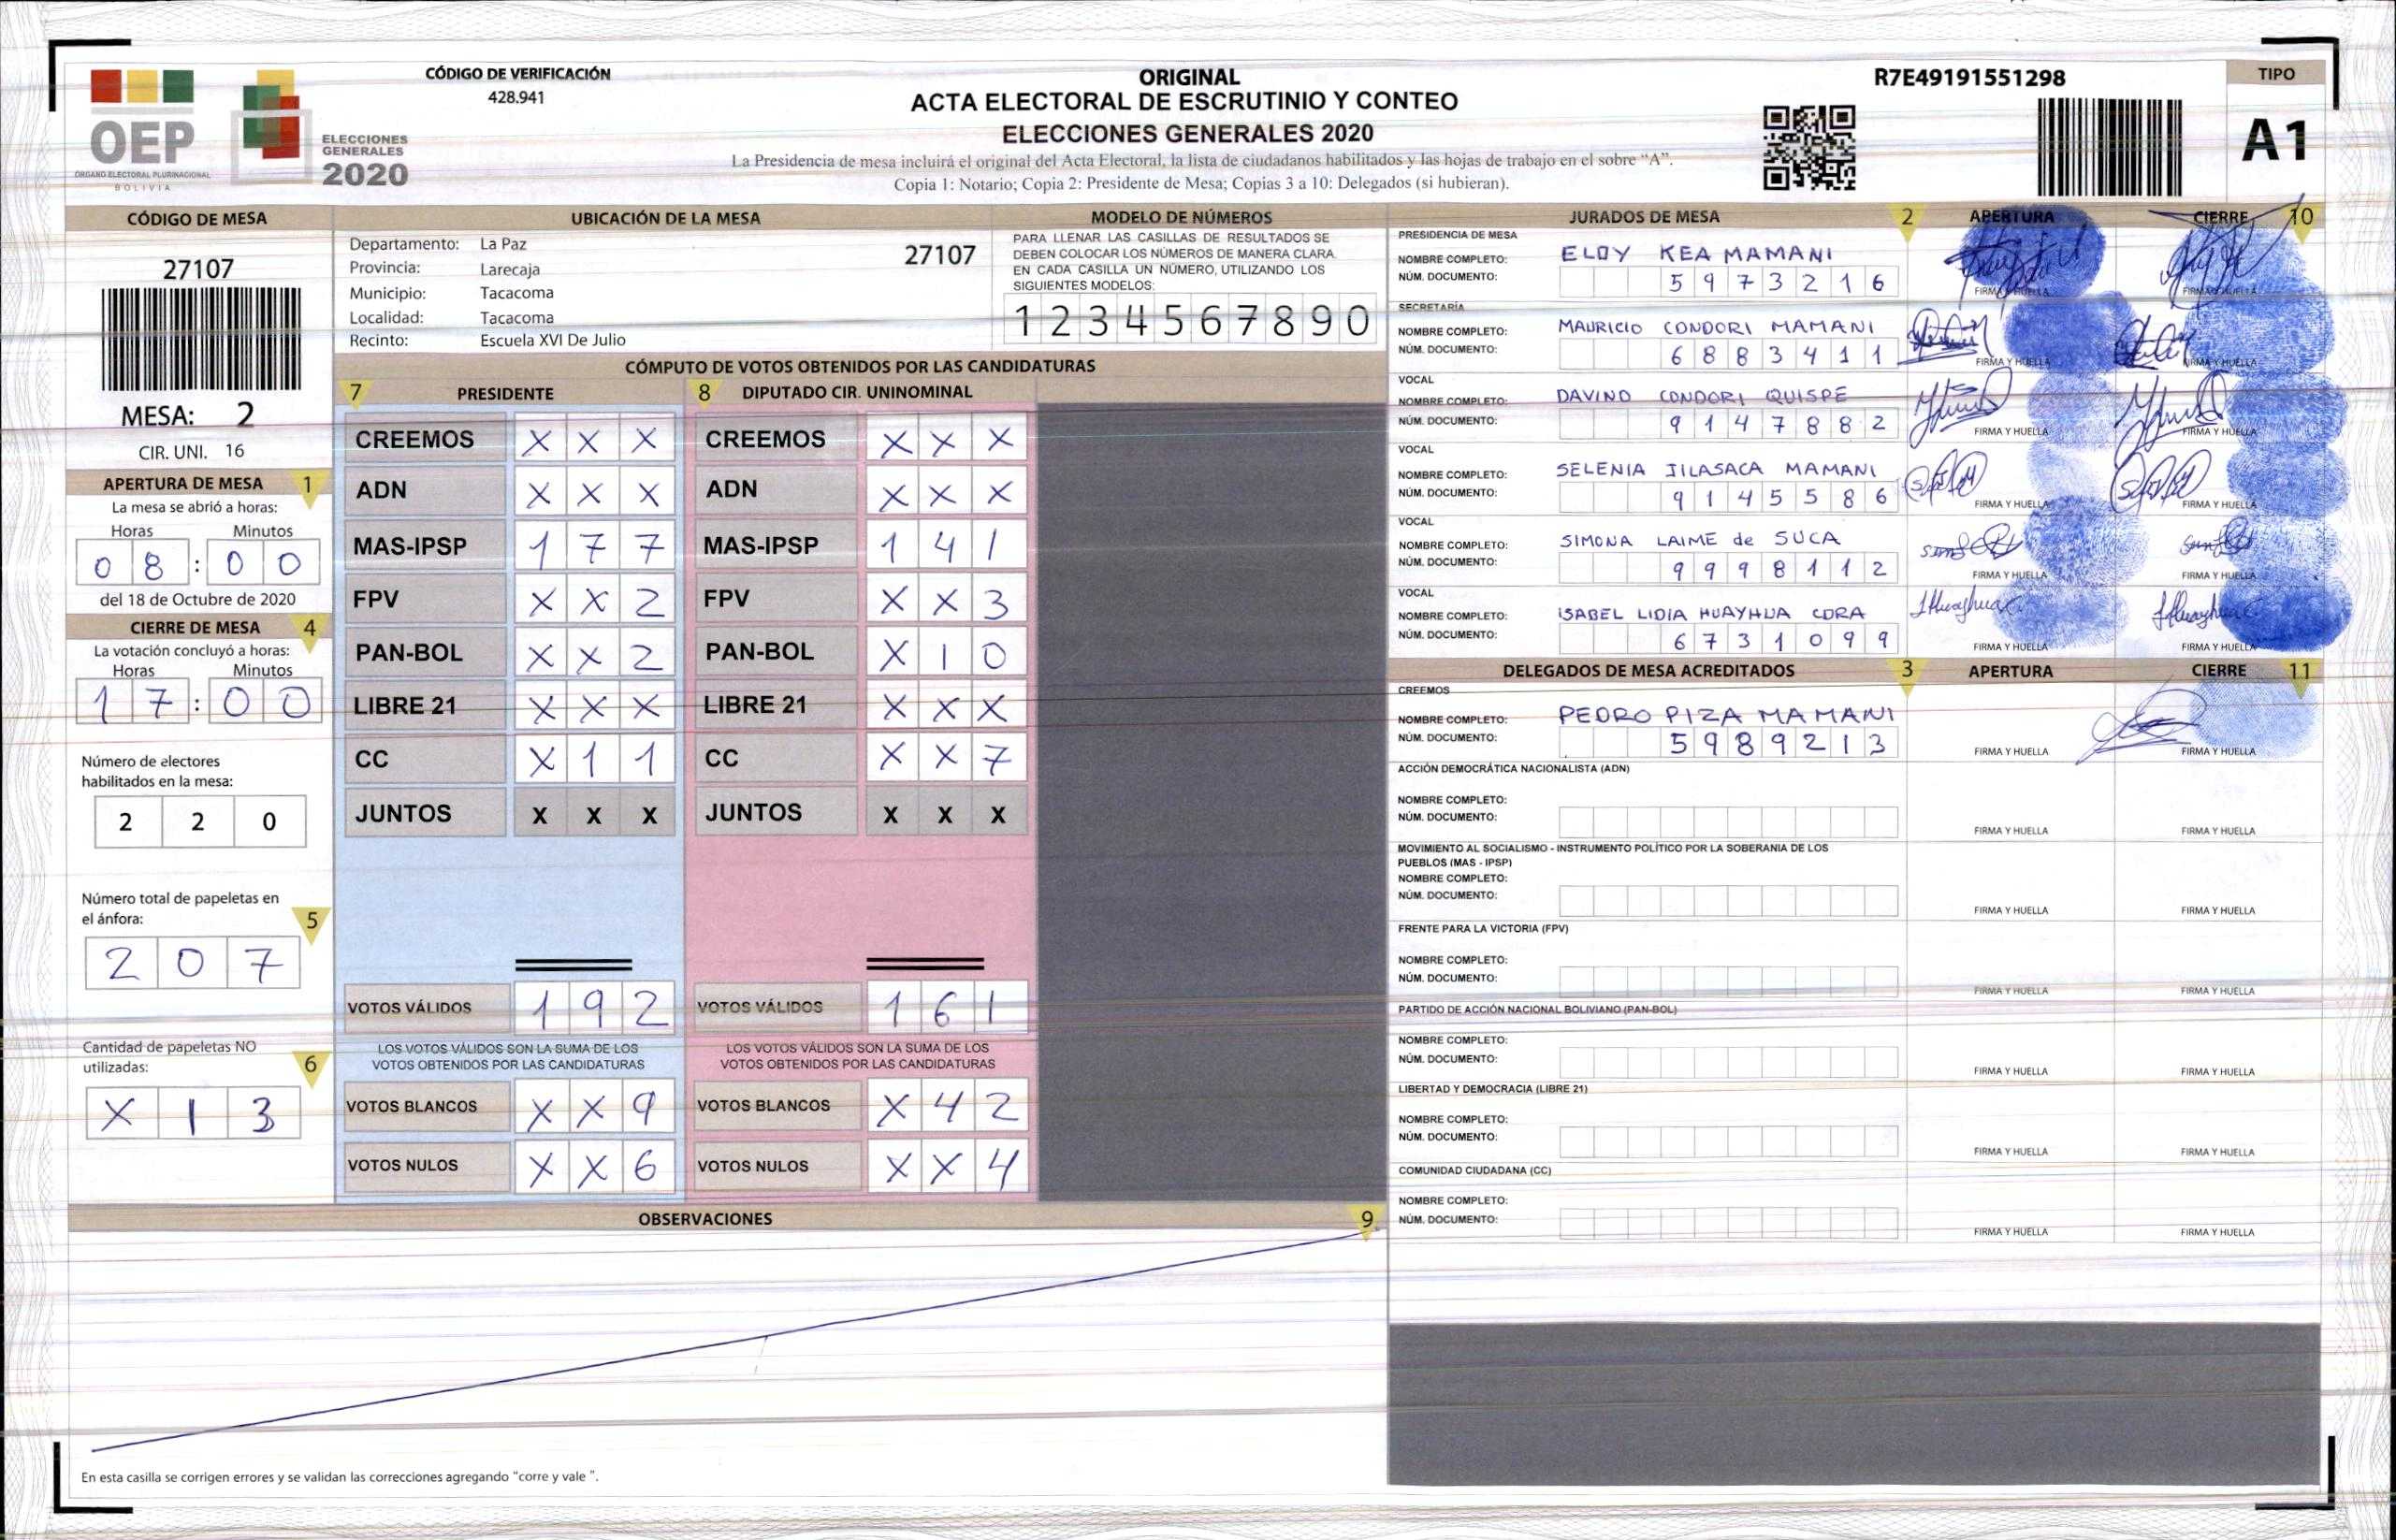 OEP
ÓRGANO ELECTORAL PLURINACIONAL
BOLIVIA
ELECCIONES
GENERALES
2020
CÓDIGO DE VERIFICACIÓN
428.941
ORIGINAL
ACTA ELECTORAL DE ESCRUTINIO Y CONTEO
ELECCIONES GENERALES 2020
La Presidencia de mesa incluirá el original del Acta Electoral, la lista de ciudadanos habilitados y las hojas de trabajo en el sobre "A".
Copia 1: Notario; Copia 2: Presidente de Mesa; Copias 3 a 10: Delegados (si hubieran).
R7E49191551298
TIPO
A1
CÓDIGO DE MESA
27107
MESA: 2
CIR. UNI. 16
APERTURA DE MESA 1
La mesa se abrió a horas:
Horas Minutos
0 8 : 0 0
del 18 de Octubre de 2020
CIERRE DE MESA 4
La votación concluyó a horas:
Horas Minutos
1 7 : 0 0
Número de electores
habilitados en la mesa:
2 2 0
Número total de papeletas en
el ánfora: 5
2 0 7
Cantidad de papeletas NO
utilizadas: 6
X 1 3
UBICACIÓN DE LA MESA
Departamento: La Paz 27107
Provincia: Larecaja
Municipio: Tacacoma
Localidad: Tacacoma
Recinto: Escuela XVI De Julio
MODELO DE NÚMEROS
PARA LLENAR LAS CASILLAS DE RESULTADOS SE
DEBEN COLOCAR LOS NÚMEROS DE MANERA CLARA.
EN CADA CASILLA UN NÚMERO, UTILIZANDO LOS
SIGUIENTES MODELOS:
1 2 3 4 5 6 7 8 9 0
CÓMPUTO DE VOTOS OBTENIDOS POR LAS CANDIDATURAS
7 PRESIDENTE
CREEMOS X X X
ADN X X X
MAS-IPSP 1 7 7
FPV X X 2
PAN-BOL X X 2
LIBRE 21 X X X
CC X 1 1
JUNTOS X X X
VOTOS VÁLIDOS 1 9 2
LOS VOTOS VÁLIDOS SON LA SUMA DE LOS
VOTOS OBTENIDOS POR LAS CANDIDATURAS
VOTOS BLANCOS X X 9
VOTOS NULOS X X 6
8 DIPUTADO CIR. UNINOMINAL
CREEMOS X X X
ADN X X X
MAS-IPSP 1 4 1
FPV X X 3
PAN-BOL X 1 0
LIBRE 21 X X X
CC X X 7
JUNTOS X X X
VOTOS VÁLIDOS 1 6 1
LOS VOTOS VÁLIDOS SON LA SUMA DE LOS
VOTOS OBTENIDOS POR LAS CANDIDATURAS
VOTOS BLANCOS X 4 2
VOTOS NULOS X X 4
OBSERVACIONES 9
En esta casilla se corrigen errores y se validan las correcciones agregando "corre y vale ".
JURADOS DE MESA 2 APERTURA CIERRE 10
PRESIDENCIA DE MESA
NOMBRE COMPLETO: ELOY KEA MAMANI
NÚM. DOCUMENTO: 5 9 7 3 2 1 6
FIRMA Y HUELLA FIRMA Y HUELLA
SECRETARÍA
NOMBRE COMPLETO: MAURICIO CONDORI MAMANI
NÚM. DOCUMENTO: 6 8 8 3 4 1 1
FIRMA Y HUELLA FIRMA Y HUELLA
VOCAL
NOMBRE COMPLETO: DAVINO CONDORI QUISPE
NÚM. DOCUMENTO: 9 1 4 7 8 8 2
FIRMA Y HUELLA FIRMA Y HUELLA
VOCAL
NOMBRE COMPLETO: SELENIA JILASACA MAMANI
NÚM. DOCUMENTO: 9 1 4 5 5 8 6
FIRMA Y HUELLA FIRMA Y HUELLA
VOCAL
NOMBRE COMPLETO: SIMONA LAIME de SUCA
NÚM. DOCUMENTO: 9 9 9 8 1 1 2
FIRMA Y HUELLA FIRMA Y HUELLA
VOCAL
NOMBRE COMPLETO: ISABEL LIDIA HUAYHUA CORA
NÚM. DOCUMENTO: 6 7 3 1 0 9 9
FIRMA Y HUELLA FIRMA Y HUELLA
DELEGADOS DE MESA ACREDITADOS 3 APERTURA CIERRE 11
CREEMOS
NOMBRE COMPLETO: PEDRO PIZA MAMANI
NÚM. DOCUMENTO: 5 9 8 9 2 1 3
FIRMA Y HUELLA FIRMA Y HUELLA
ACCIÓN DEMOCRÁTICA NACIONALISTA (ADN)
NOMBRE COMPLETO:
NÚM. DOCUMENTO:
FIRMA Y HUELLA FIRMA Y HUELLA
MOVIMIENTO AL SOCIALISMO - INSTRUMENTO POLÍTICO POR LA SOBERANIA DE LOS
PUEBLOS (MAS - IPSP)
NOMBRE COMPLETO:
NÚM. DOCUMENTO:
FIRMA Y HUELLA FIRMA Y HUELLA
FRENTE PARA LA VICTORIA (FPV)
NOMBRE COMPLETO:
NÚM. DOCUMENTO:
FIRMA Y HUELLA FIRMA Y HUELLA
PARTIDO DE ACCIÓN NACIONAL BOLIVIANO (PAN-BOL)
NOMBRE COMPLETO:
NÚM. DOCUMENTO:
FIRMA Y HUELLA FIRMA Y HUELLA
LIBERTAD Y DEMOCRACIA (LIBRE 21)
NOMBRE COMPLETO:
NÚM. DOCUMENTO:
FIRMA Y HUELLA FIRMA Y HUELLA
COMUNIDAD CIUDADANA (CC)
NOMBRE COMPLETO:
NÚM. DOCUMENTO:
FIRMA Y HUELLA FIRMA Y HUELLA